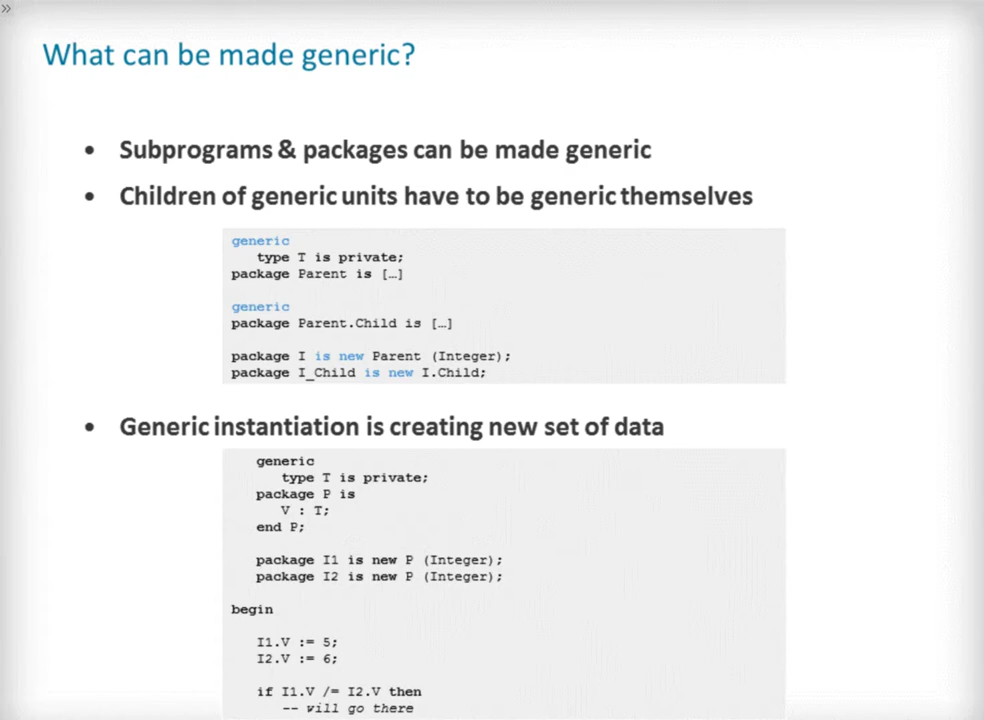 »
What can be made generic?
• Subprograms & packages can be made generic
• Children of generic units have to be generic themselves
generic
type T is private;
package Parent is […]
generic
package Parent.Child is […]
package I is new Parent (Integer);
package I_Child is new I.Child;
• Generic instantiation is creating new set of data
generic
type T is private;
package P is
V : T;
end P;
package I1 is new P (Integer);
package I2 is new P (Integer);
begin
I1.V := 5;
I2.V := 6;
if I1.V /= I2.V then
-- will go there